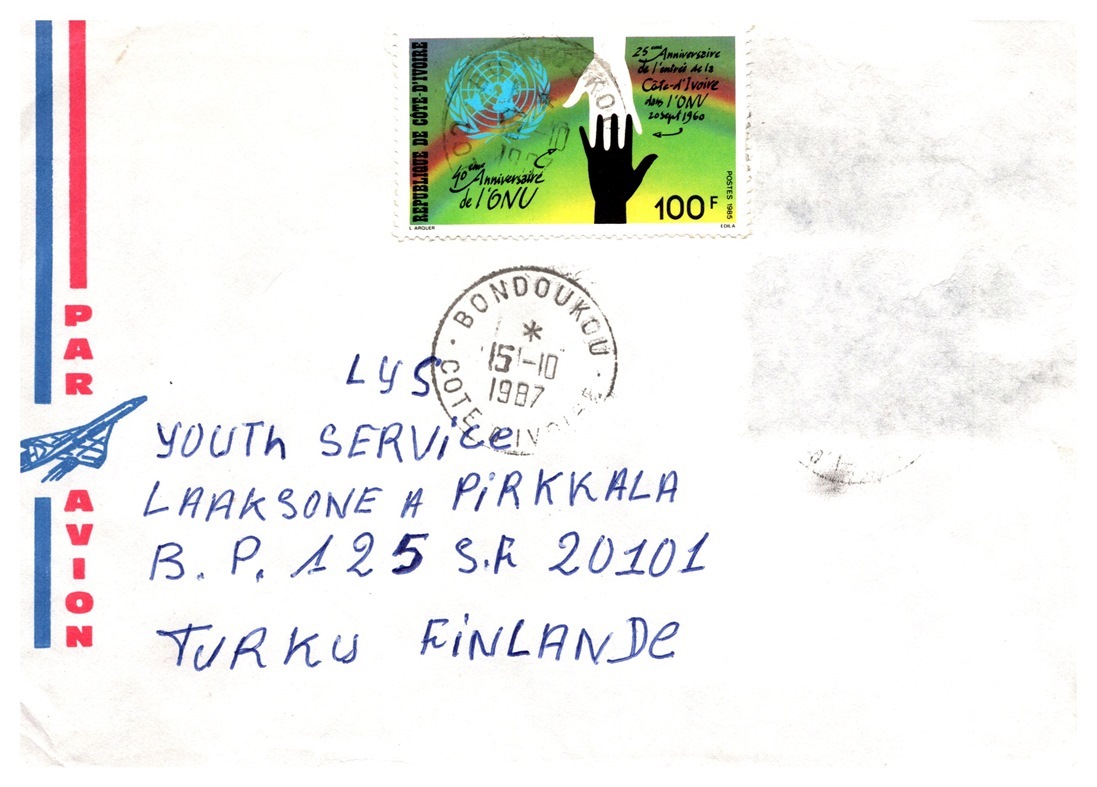 REPUBLIQUE DE CÔTE-D'IVOIRE
25ème Anniversaire
de l'entrée de la
Côte-d'Ivoire
dans l'ONU
20 sept 1960
40ème Anniversaire
de l'ONU
100F
POSTES 1985
L. ARQUER
EDILA
BONDOUKOU
15-10
1987
COTE D'IVOIRE
PAR
AVION
LYS
YOUTh SERVice
LAAKSONE A PiRKKALA
B. P. 125 S.F. 20101
TURKU FiNLANDe